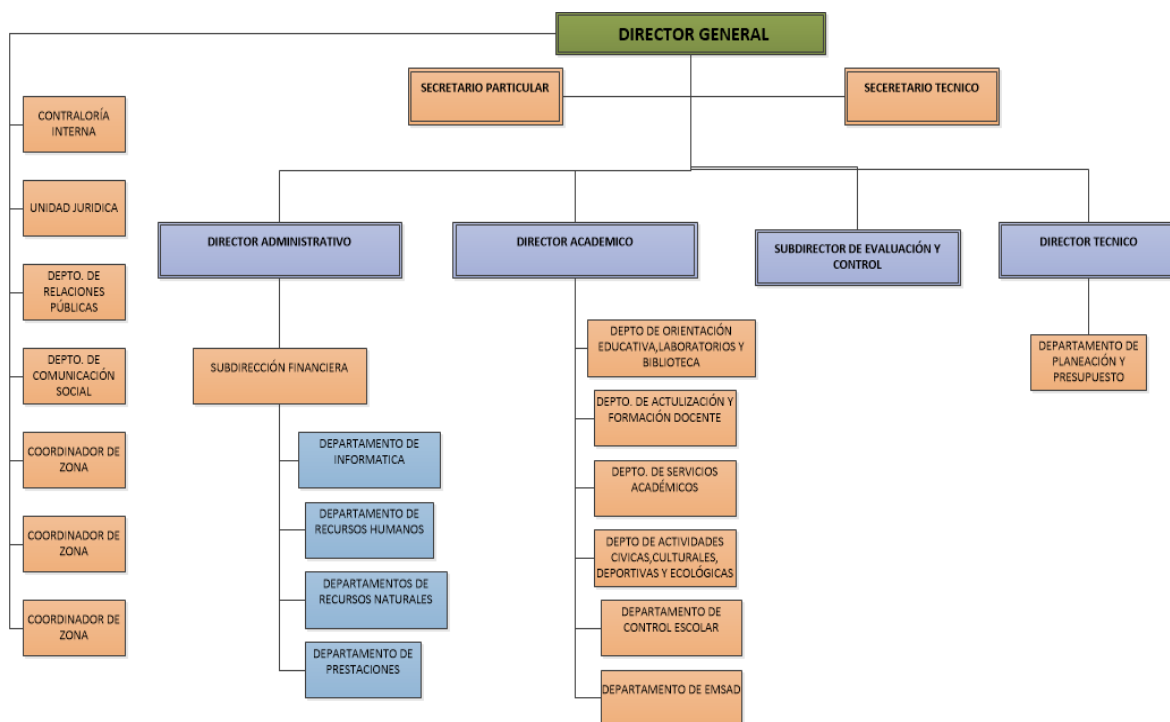 DIRECTOR GENERAL
SECRETARIO PARTICULAR
SECERETARIO TECNICO
CONTRALORÍA
INTERNA
UNIDAD JURIDICA
DEPTO. DE
RELACIONES
PÚBLICAS
DEPTO. DE
COMUNICACIÓN
SOCIAL
COORDINADOR DE
ZONA
COORDINADOR DE
ZONA
COORDINADOR DE
ZONA
DIRECTOR ADMINISTRATIVO
SUBDIRECCIÓN FINANCIERA
DEPARTAMENTO DE
INFORMATICA
DEPARTAMENTO DE
RECURSOS HUMANOS
DEPARTAMENTOS DE
RECURSOS NATURALES
DEPARTAMENTO DE
PRESTACIONES
DIRECTOR ACADEMICO
DEPTO DE ORIENTACIÓN
EDUCATIVA,LABORATORIOS Y
BIBLIOTECA
DEPTO. DE ACTULIZACIÓN Y
FORMACIÓN DOCENTE
DEPTO. DE SERVICIOS
ACADÉMICOS
DEPTO DE ACTIVIDADES
CIVICAS,CULTURALES,
DEPORTIVAS Y ECOLÓGICAS
DEPARTAMENTO DE
CONTROL ESCOLAR
DEPARTAMENTO DE EMSAD
SUBDIRECTOR DE EVALUACIÓN Y
CONTROL
DIRECTOR TECNICO
DEPARTAMENTO DE
PLANEACIÓN Y
PRESUPUESTO